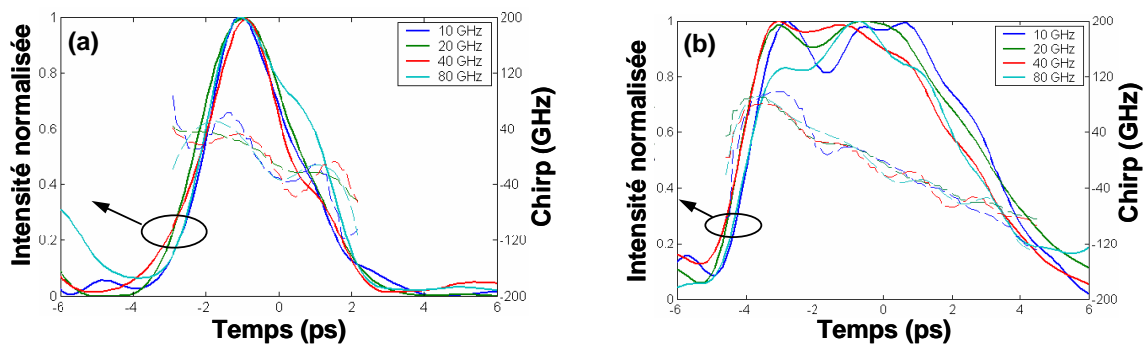 (a)
10 GHz
20 GHz
40 GHz
80 GHz
Intensité normalisée
1
0.8
0.6
0.4
0.2
0
-6
-4
-2
0
2
4
6
Temps (ps)
200
120
40
-40
-120
-200
Chirp (GHz)
(b)
10 GHz
20 GHz
40 GHz
80 GHz
Intensité normalisée
1
0.8
0.6
0.4
0.2
0
-6
-4
-2
0
2
4
6
Temps (ps)
200
120
40
-40
-120
-200
Chirp (GHz)